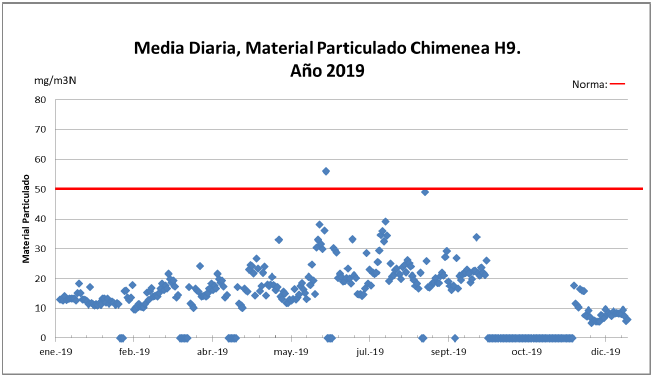 Media Diaria, Material Particulado Chimenea H9.
Año 2019
mg/m3N
Norma:
80
70
60
50
40
30
20
10
0
Material Particulado
ene.-19
feb.-19
abr.-19
may.-19
jul.-19
sept.-19
oct.-19
dic.-19